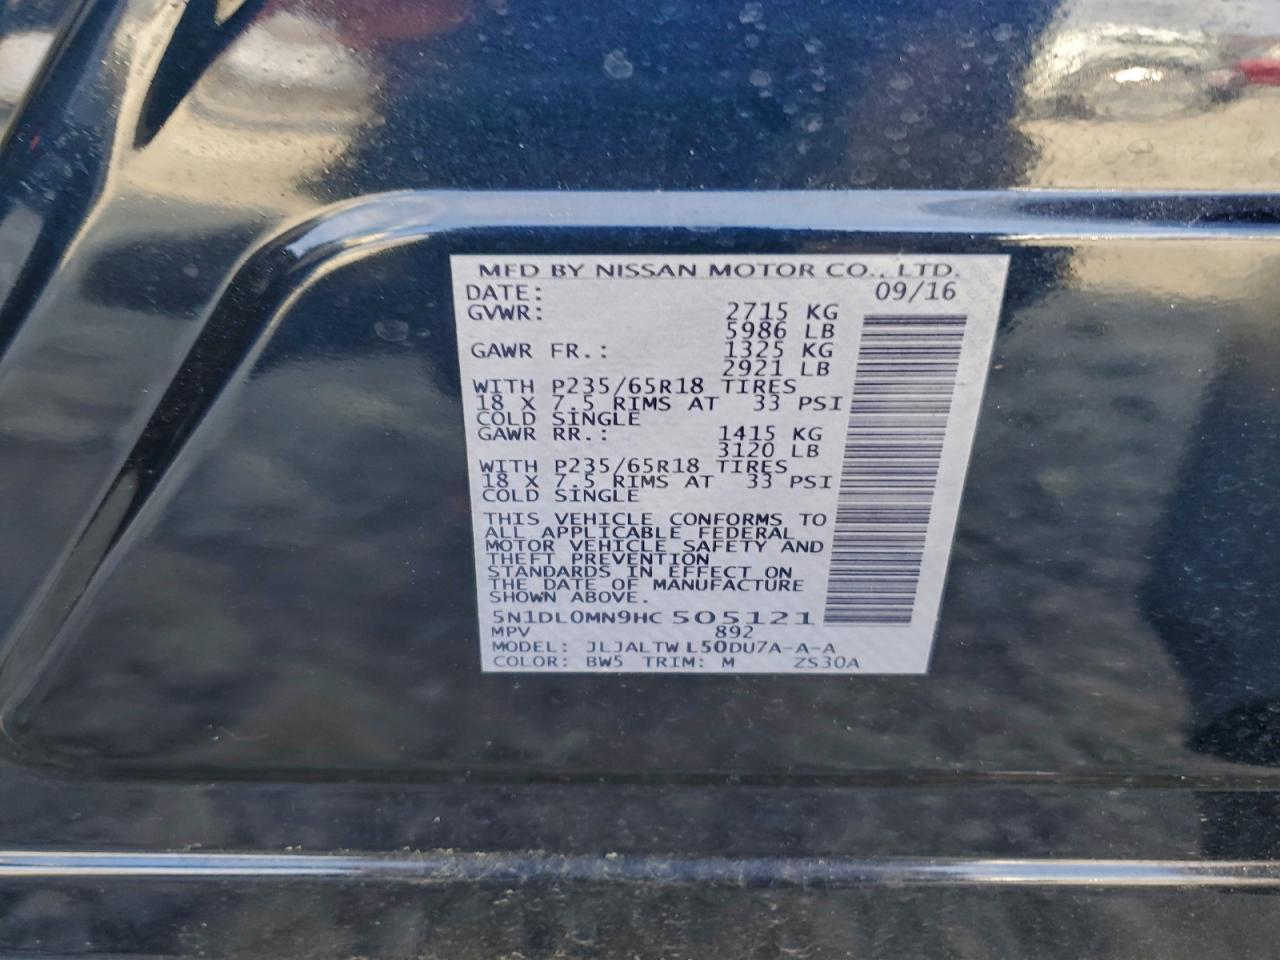 MFD BY NISSAN MOTOR CO., LTD.
DATE: 09/16
GVWR: 2715 KG
5986 LB
GAWR FR.: 1325 KG
2921 LB
WITH P235/65R18 TIRES
18 X 7.5 RIMS AT 33 PSI
COLD SINGLE
GAWR RR.: 1415 KG
3120 LB
WITH P235/65R18 TIRES
18 X 7.5 RIMS AT 33 PSI
COLD SINGLE
THIS VEHICLE CONFORMS TO
ALL APPLICABLE FEDERAL
MOTOR VEHICLE SAFETY AND
THEFT PREVENTION
STANDARDS IN EFFECT ON
THE DATE OF MANUFACTURE
SHOWN ABOVE.
5N1DL0MN9HC505121
MPV 892
MODEL: JLJALTWL50DU7A-A-A
COLOR: BW5 TRIM: M ZS30A